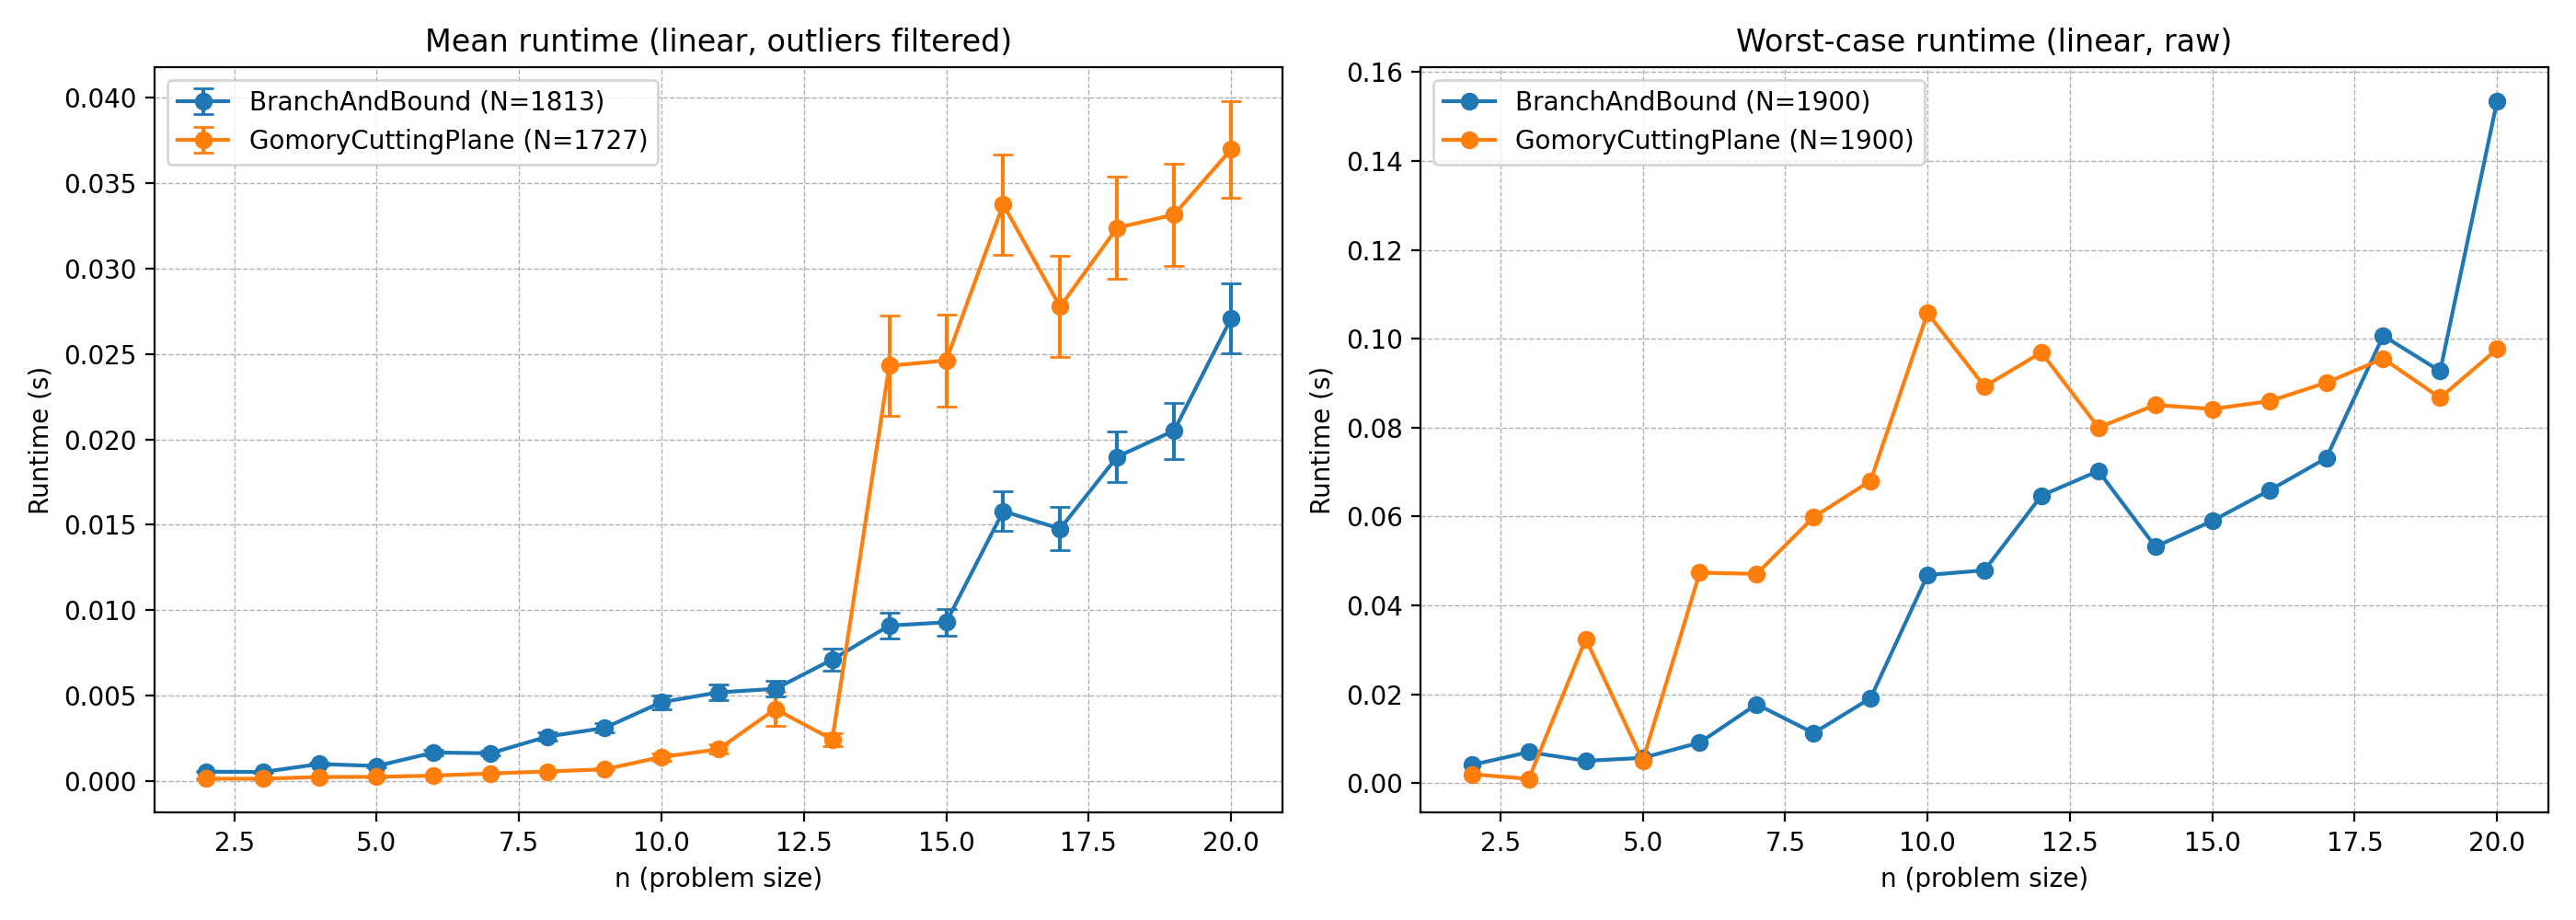 Mean runtime (linear, outliers filtered)
BranchAndBound (N=1813)
GomoryCuttingPlane (N=1727)
0.040
0.035
0.030
0.025
0.020
0.015
0.010
0.005
0.000
Runtime (s)
2.5 5.0 7.5 10.0 12.5 15.0 17.5 20.0
n (problem size)
Worst-case runtime (linear, raw)
BranchAndBound (N=1900)
GomoryCuttingPlane (N=1900)
0.16
0.14
0.12
0.10
0.08
0.06
0.04
0.02
0.00
Runtime (s)
2.5 5.0 7.5 10.0 12.5 15.0 17.5 20.0
n (problem size)